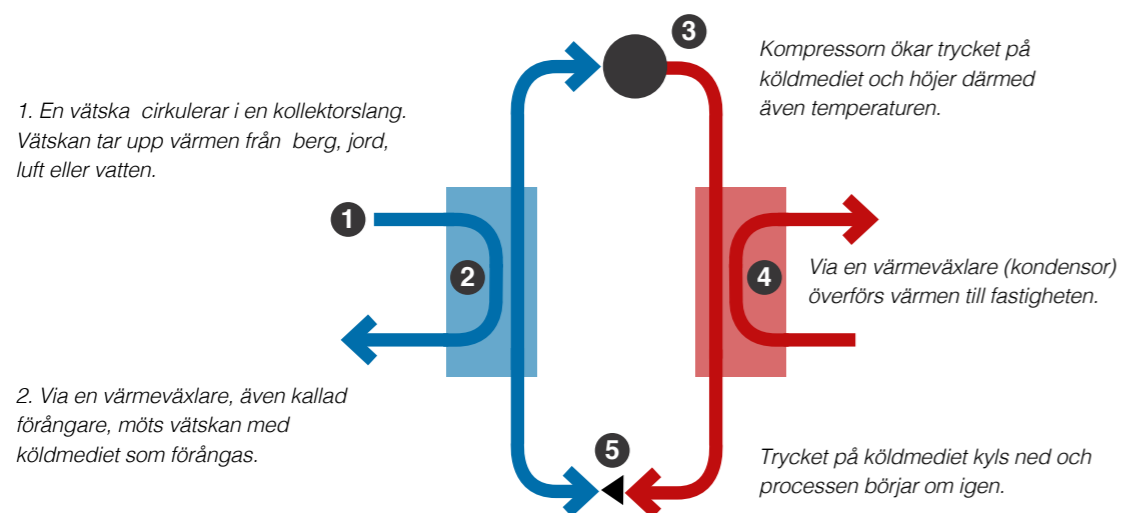 1. En vätska cirkulerar i en kollektorslang.
Vätskan tar upp värmen från berg, jord,
luft eller vatten.
1
2
2. Via en värmeväxlare, även kallad
förångare, möts vätskan med
köldmediet som förångas.
3
Kompressorn ökar trycket på
köldmediet och höjer därmed
även temperaturen.
4
Via en värmeväxlare (kondensor)
överförs värmen till fastigheten.
5
Trycket på köldmediet kyls ned och
processen börjar om igen.